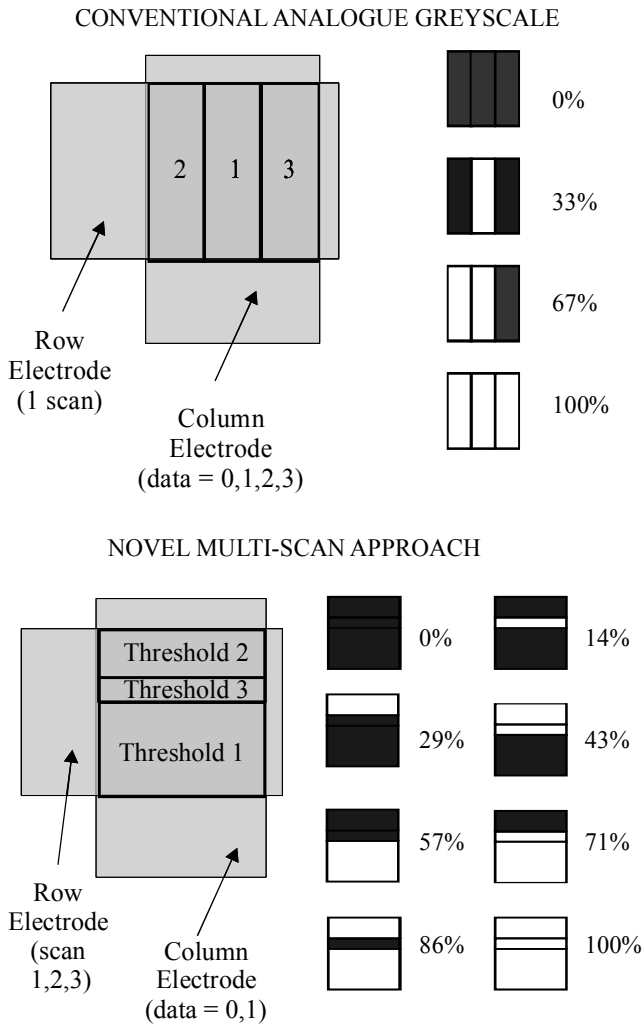 CONVENTIONAL ANALOGUE GREYSCALE
2 1 3
Row
Electrode
(1 scan)
Column
Electrode
(data = 0,1,2,3)
0%
33%
67%
100%
NOVEL MULTI-SCAN APPROACH
Threshold 2
Threshold 3
Threshold 1
Row
Electrode
(scan
1,2,3)
Column
Electrode
(data = 0,1)
0% 14%
29% 43%
57% 71%
86% 100%